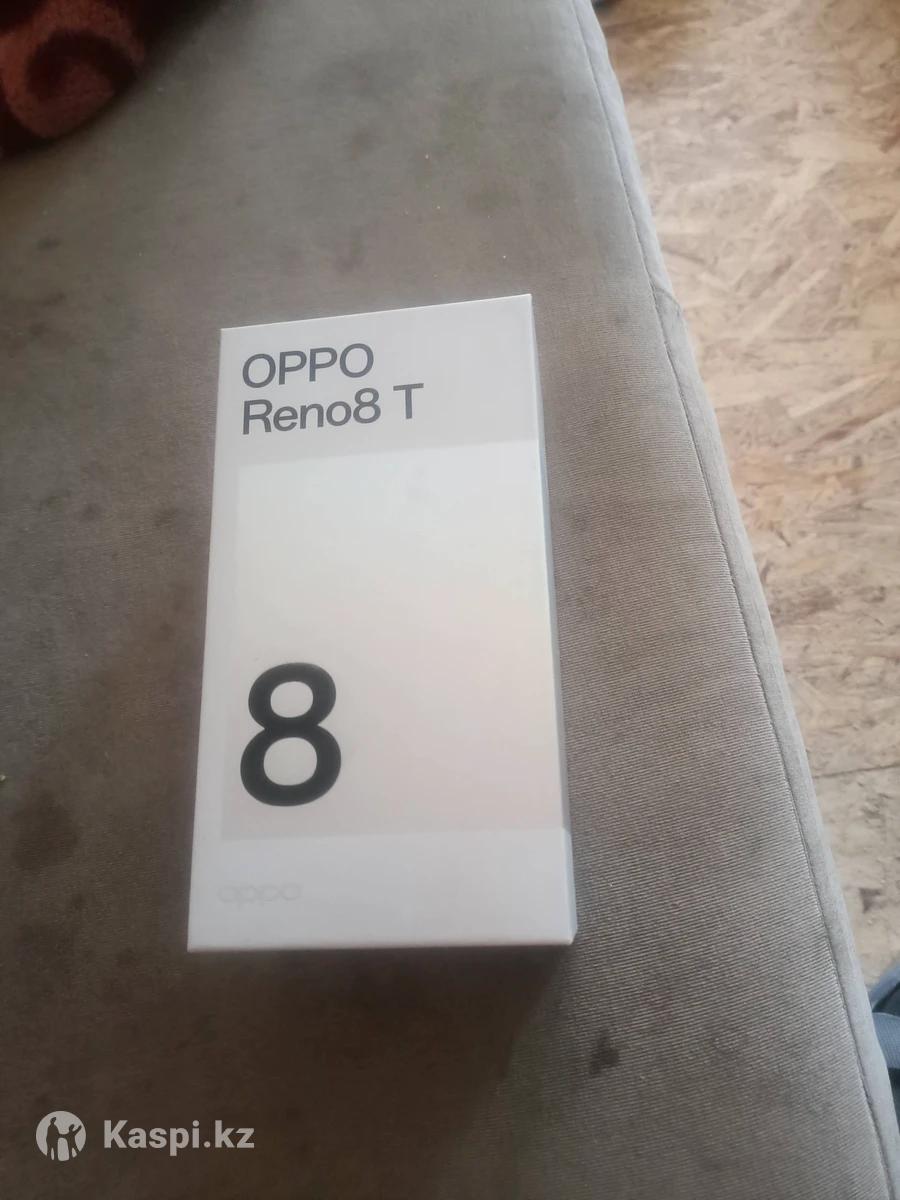 OPPO
Reno8 T
8
oppo
Kaspi.kz